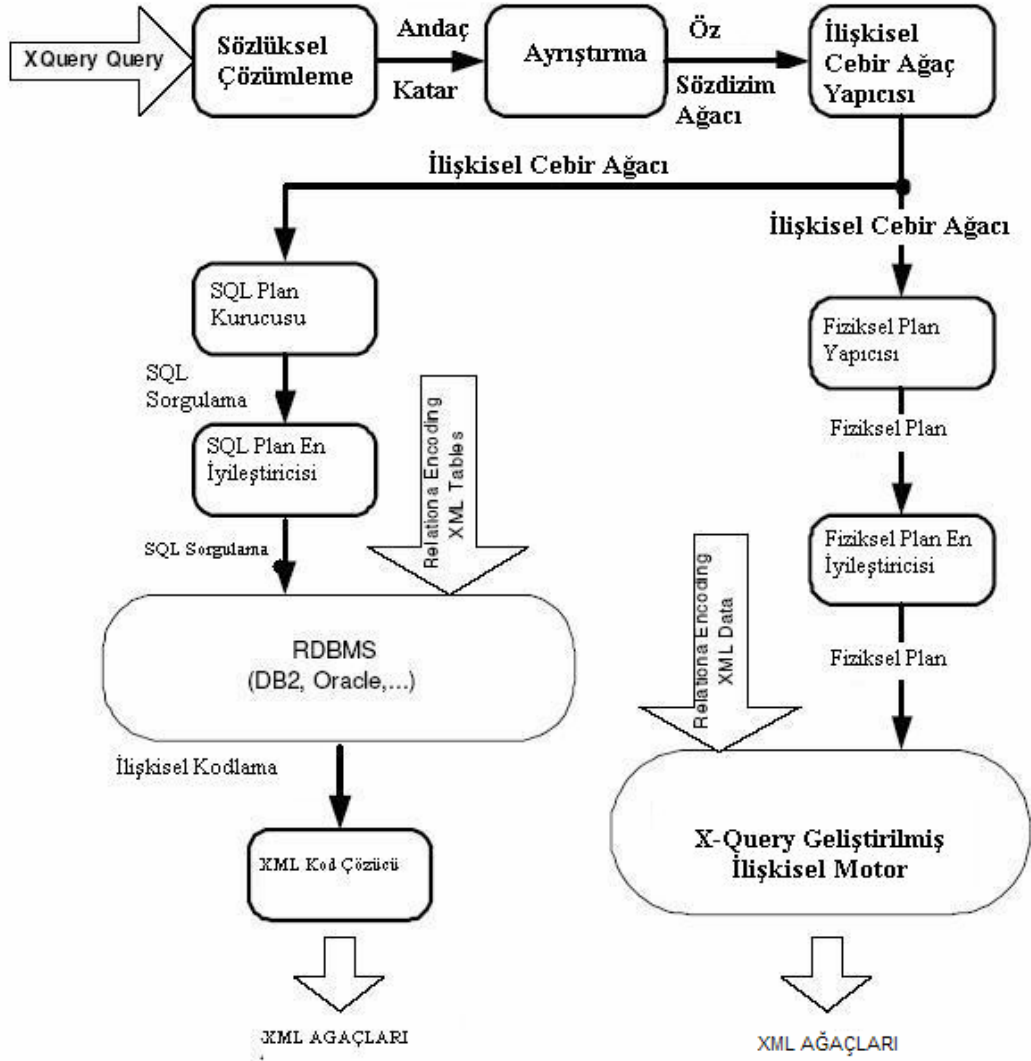 XQuery Query
Sözlüksel
Çözümleme
Andaç
Katar
Ayrıştırma
Öz
Sözdizim
Ağacı
İlişkisel
Cebir Ağaç
Yapıcısı
İlişkisel Cebir Ağacı
İlişkisel Cebir Ağacı
SQL Plan
Kurucusu
SQL
Sorgulama
SQL Plan En
İyileştiricisi
SQL Sorgulama
Relationa Encoding
XML Tables
RDBMS
(DB2, Oracle,...)
İlişkisel Kodlama
XML Kod Çözücü
XML AGAÇLARI
Fiziksel Plan
Yapıcısı
Fiziksel Plan
Fiziksel Plan En
İyileştiricisi
Fiziksel Plan
Relationa Encoding
XML Data
X-Query Geliştirilmiş
İlişkisel Motor
XML AĞAÇLARI